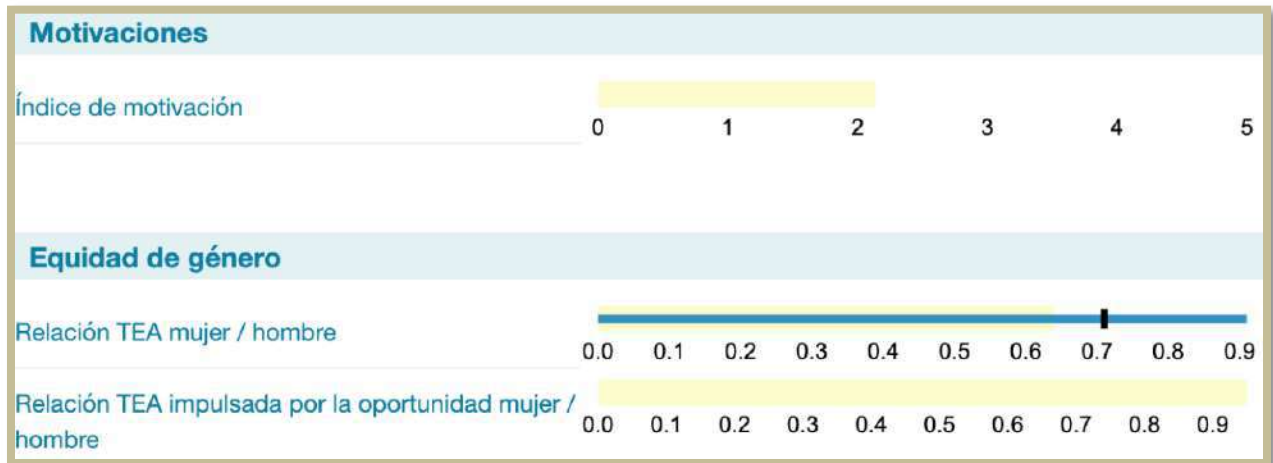 Motivaciones
Índice de motivación
0 1 2 3 4 5
Equidad de género
Relación TEA mujer / hombre
0.0 0.1 0.2 0.3 0.4 0.5 0.6 0.7 0.8 0.9
Relación TEA impulsada por la oportunidad mujer /
hombre
0.0 0.1 0.2 0.3 0.4 0.5 0.6 0.7 0.8 0.9